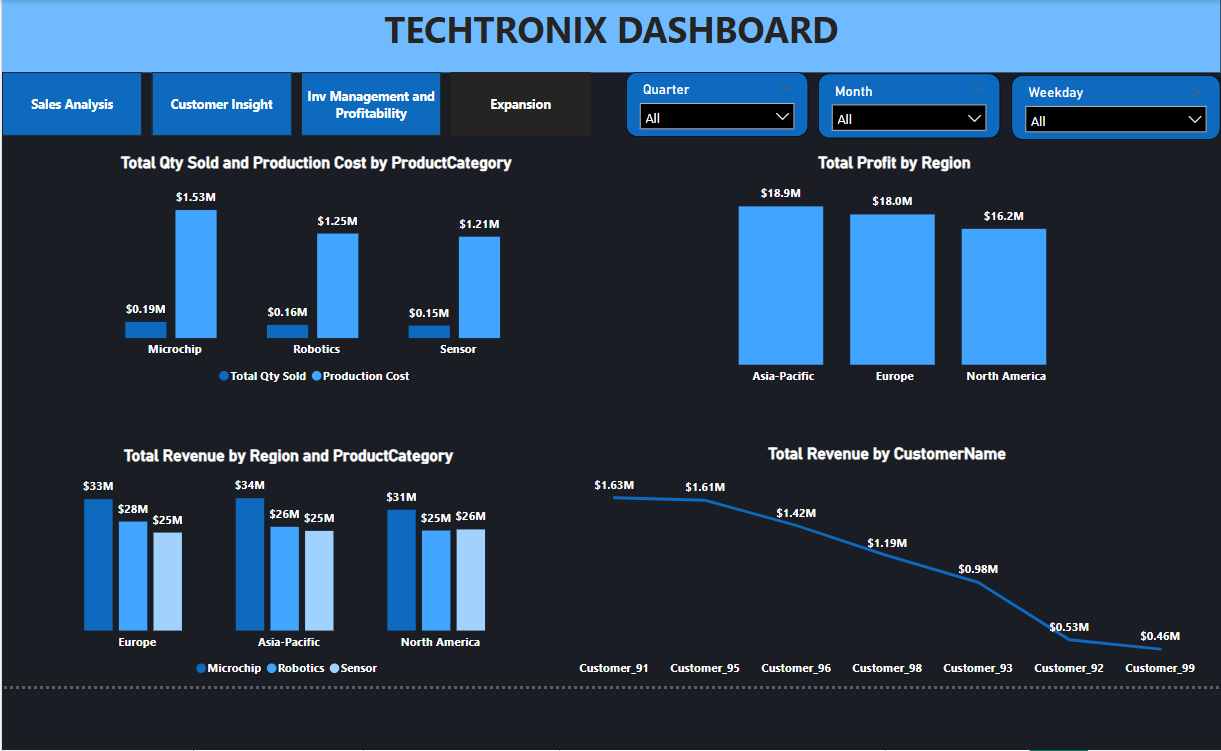 TECHTRONIX DASHBOARD
Sales Analysis
Customer Insight
Inv Management and
Profitability
Expansion
Quarter
All
Month
All
Weekday
All
Total Qty Sold and Production Cost by ProductCategory
$1.53M
$1.25M
$1.21M
$0.19M
$0.16M
$0.15M
Microchip Robotics Sensor
Total Qty Sold Production Cost
Total Profit by Region
$18.9M
$18.0M
$16.2M
Asia-Pacific Europe North America
Total Revenue by Region and ProductCategory
$33M
$28M
$25M
$34M
$26M
$25M
$31M
$25M
$26M
Europe Asia-Pacific North America
Microchip Robotics Sensor
Total Revenue by CustomerName
$1.63M
$1.61M
$1.42M
$1.19M
$0.98M
$0.53M
$0.46M
Customer_91 Customer_95 Customer_96 Customer_98 Customer_93 Customer_92 Customer_99